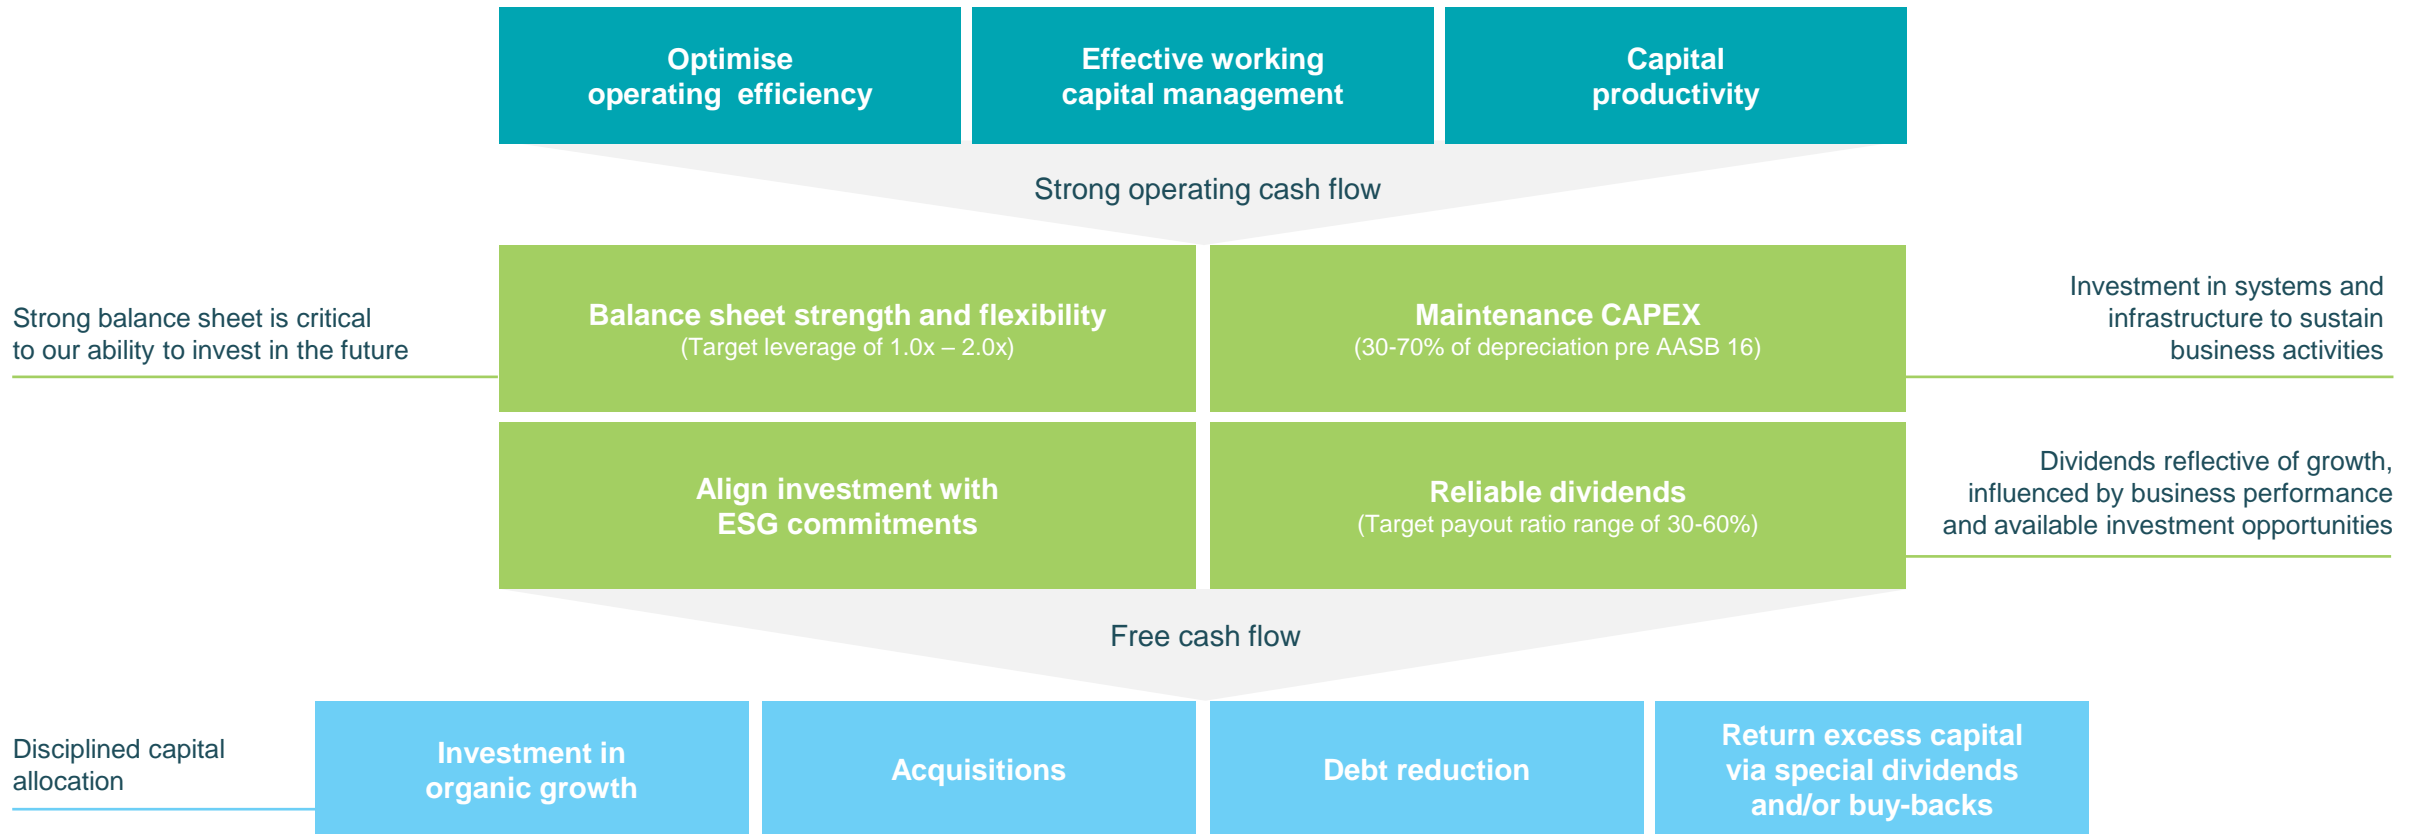 Optimise
operating efficiency
Effective working
capital management
Capital
productivity
Strong operating cash flow
Strong balance sheet is critical
to our ability to invest in the future
Balance sheet strength and flexibility
(Target leverage of 1.0x – 2.0x)
Maintenance CAPEX
(30-70% of depreciation pre AASB 16)
Investment in systems and
infrastructure to sustain
business activities
Align investment with
ESG commitments
Reliable dividends
(Target payout ratio range of 30-60%)
Dividends reflective of growth,
influenced by business performance
and available investment opportunities
Free cash flow
Disciplined capital
allocation
Investment in
organic growth
Acquisitions
Debt reduction
Return excess capital
via special dividends
and/or buy-backs